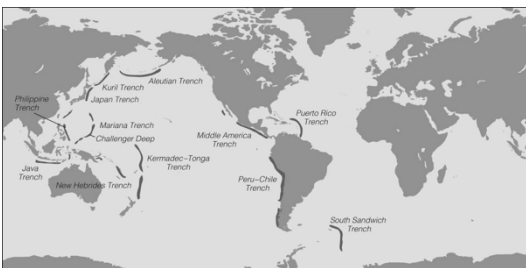 Aleutian Trench
Kuril Trench
Japan Trench
Philippine
Trench
Mariana Trench
Challenger Deep
Java
Trench
New Hebrides Trench
Kermadec–Tonga
Trench
Middle America
Trench
Puerto Rico
Trench
Peru–Chile
Trench
South Sandwich
Trench